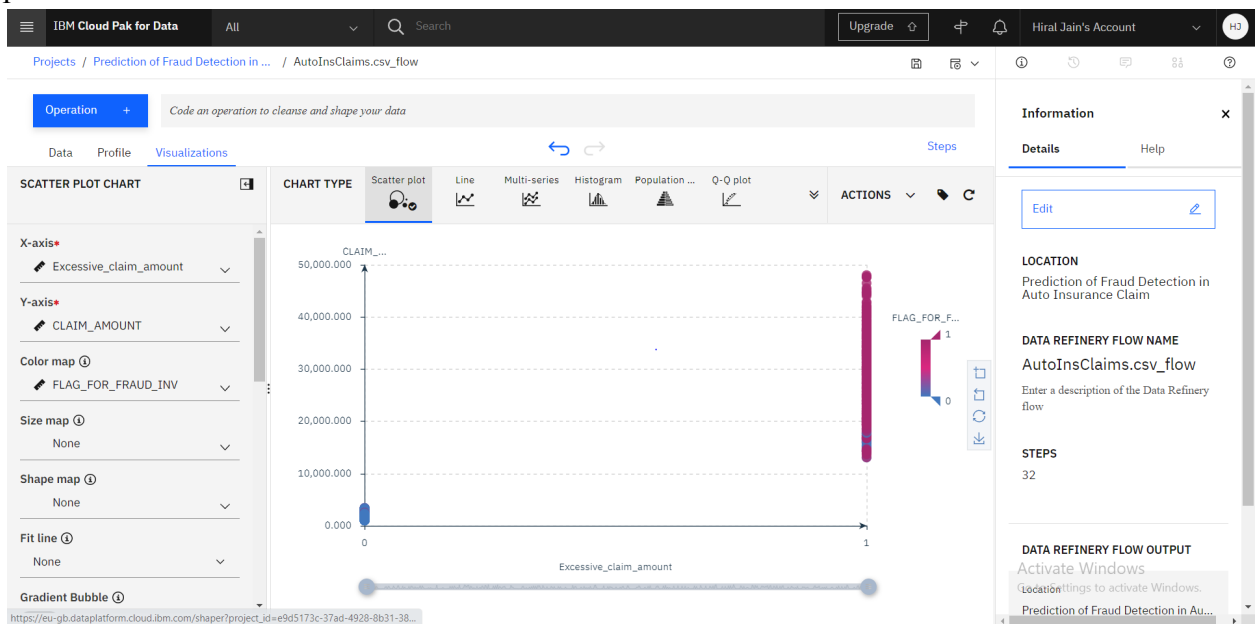 IBM Cloud Pak for Data
All
Search
Upgrade
Hiral Jain's Account
HJ
Projects / Prediction of Fraud Detection in ... / AutoInsClaims.csv_flow
Operation +
Code an operation to cleanse and shape your data
Data
Profile
Visualizations
Steps
SCATTER PLOT CHART
X-axis*
Excessive_claim_amount
Y-axis*
CLAIM_AMOUNT
Color map
FLAG_FOR_FRAUD_INV
Size map
None
Shape map
None
Fit line
None
Gradient Bubble
CHART TYPE
Scatter plot
Line
Multi-series
Histogram
Population ...
Q-Q plot
ACTIONS
CLAIM_...
50,000.000
40,000.000
30,000.000
20,000.000
10,000.000
0.000
0
1
Excessive_claim_amount
FLAG_FOR_F...
1
0
Information
Details
Help
Edit
LOCATION
Prediction of Fraud Detection in
Auto Insurance Claim
DATA REFINERY FLOW NAME
AutoInsClaims.csv_flow
Enter a description of the Data Refinery
flow
STEPS
32
DATA REFINERY FLOW OUTPUT
Activate Windows
Go to Settings to activate Windows.
Location
Prediction of Fraud Detection in Au...
https://eu-gb.dataplatform.cloud.ibm.com/shaper?project_id=e9d5173c-37ad-4928-8b31-38...